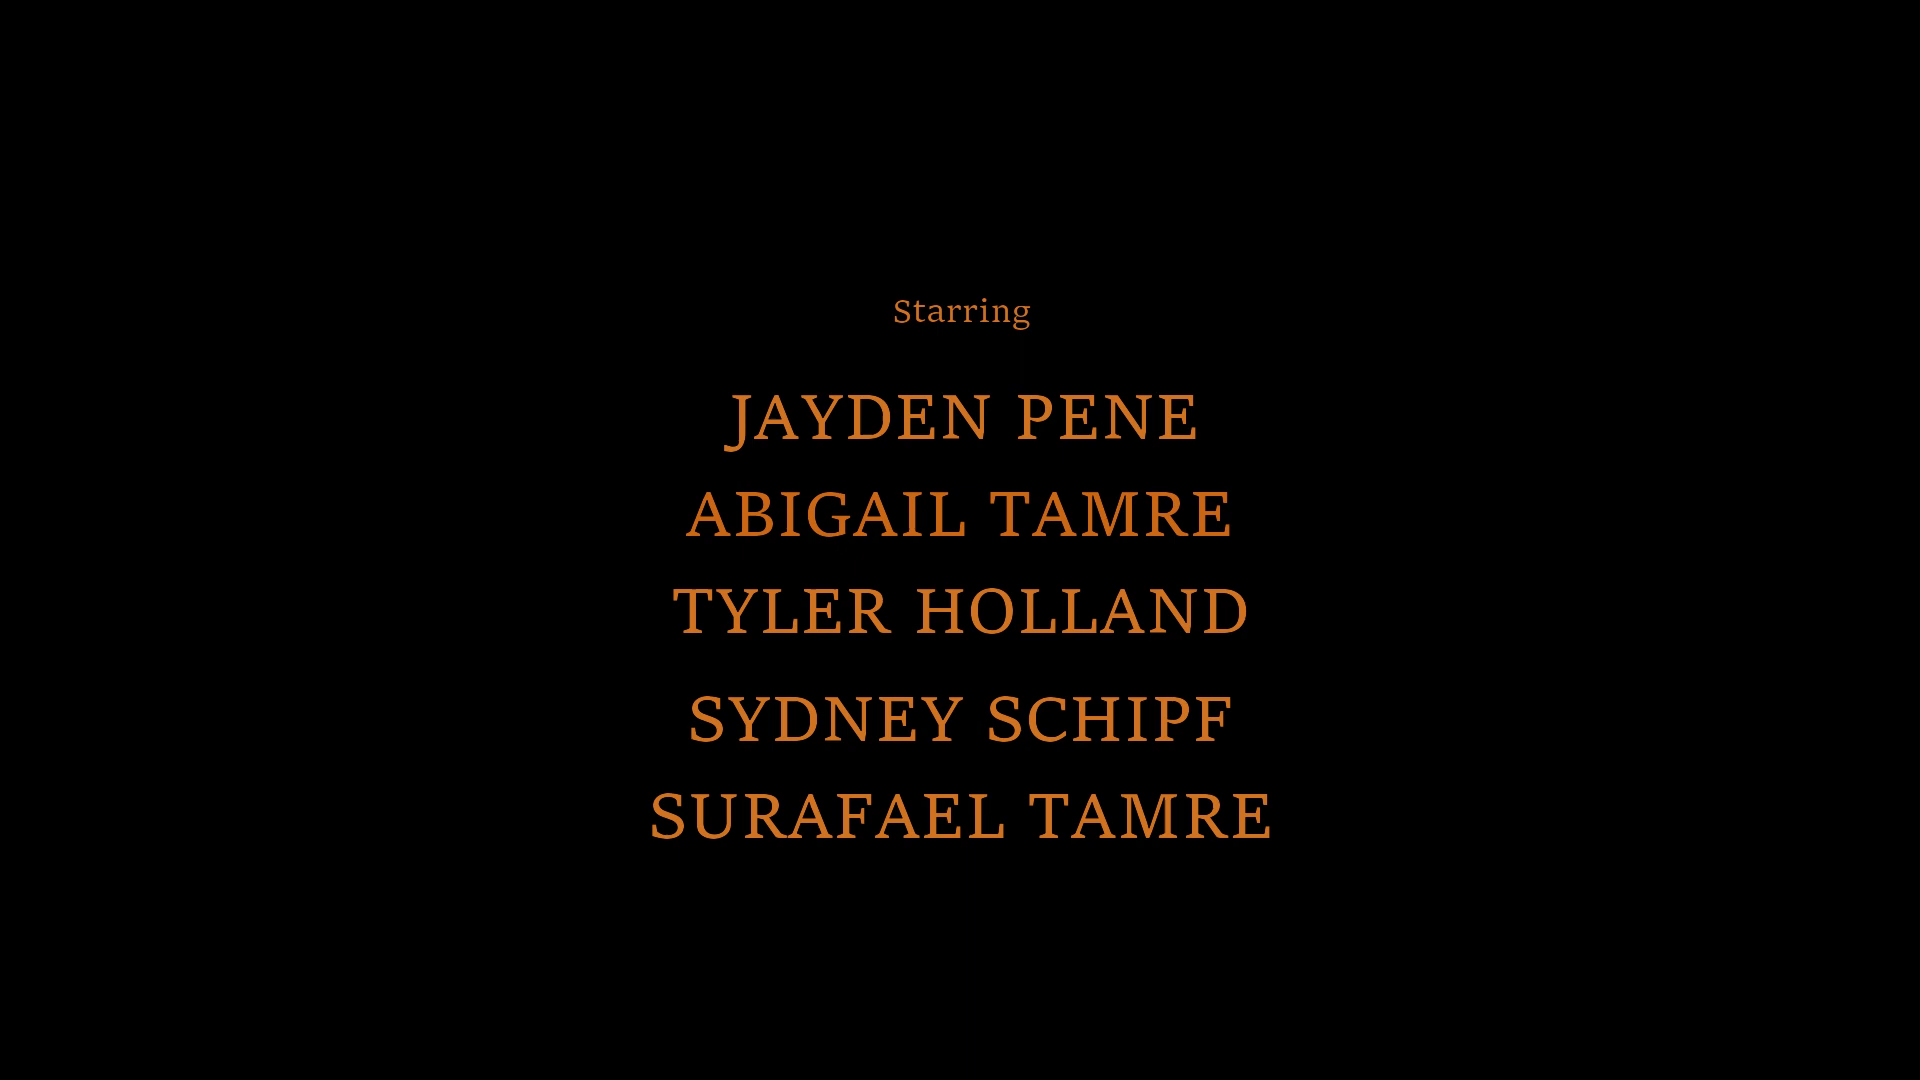 Starring
JAYDEN PENE
ABIGAIL TAMRE
TYLER HOLLAND
SYDNEY SCHIPF
SURAFAEL TAMRE